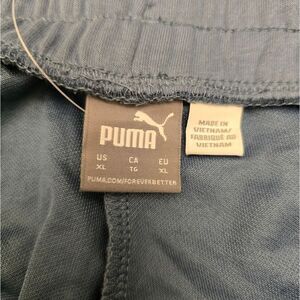 PUMA
US CA EU
XL TG XL
PUMA.COM/FOREVERBETTER
MADE IN
VIETNAM/
FABRIQUÉ AU
VIETNAM